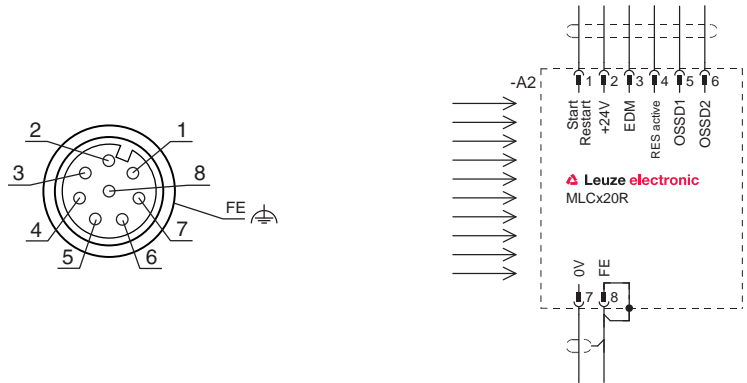 2
1
3
8
4
7
5
6
FE
-A2
1
2
3
4
5
6
Start
Restart
+24V
EDM
RES active
OSSD1
OSSD2
Leuze electronic
MLCx20R
0V
FE
7
8